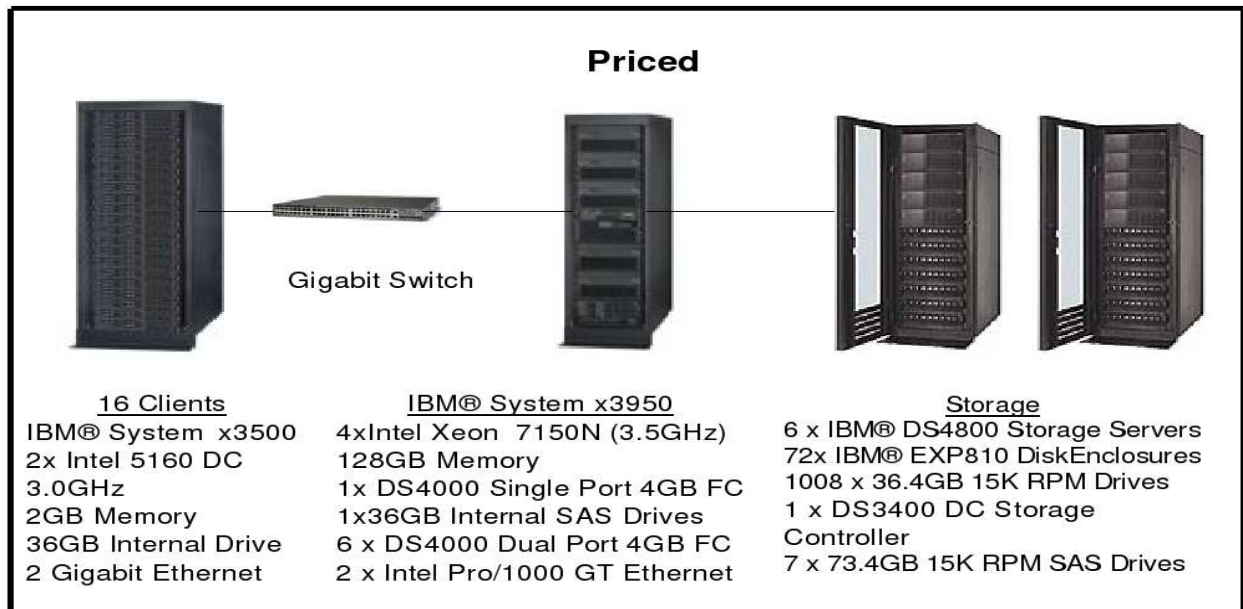 Priced
Gigabit Switch
16 Clients
IBM® System x3500
2x Intel 5160 DC
3.0GHz
2GB Memory
36GB Internal Drive
2 Gigabit Ethernet
IBM® System x3950
4xIntel Xeon 7150N (3.5GHz)
128GB Memory
1x DS4000 Single Port 4GB FC
1x36GB Internal SAS Drives
6 x DS4000 Dual Port 4GB FC
2 x Intel Pro/1000 GT Ethernet
Storage
6 x IBM® DS4800 Storage Servers
72x IBM® EXP810 DiskEnclosures
1008 x 36.4GB 15K RPM Drives
1 x DS3400 DC Storage
Controller
7 x 73.4GB 15K RPM SAS Drives